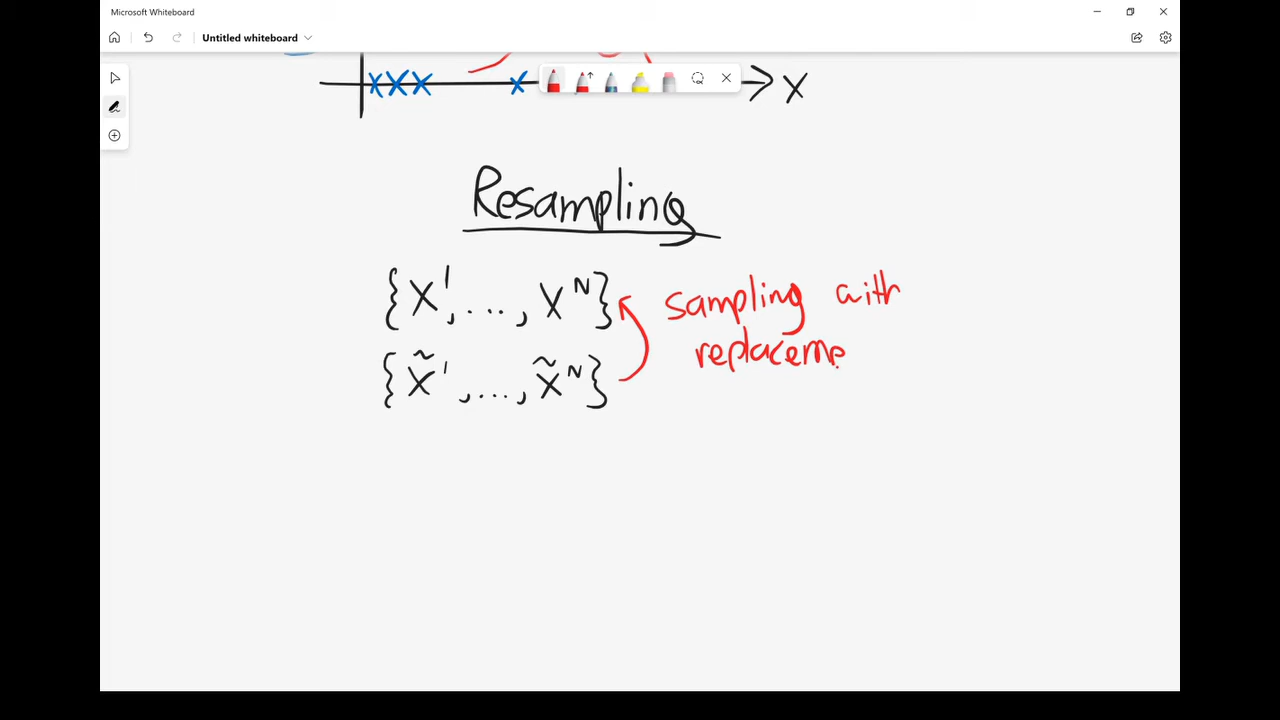 Microsoft Whiteboard
Untitled whiteboard
X X X X X
Resampling
{X¹, ..., Xᴺ} sampling with
{X̃¹, ..., X̃ᴺ} replaceme